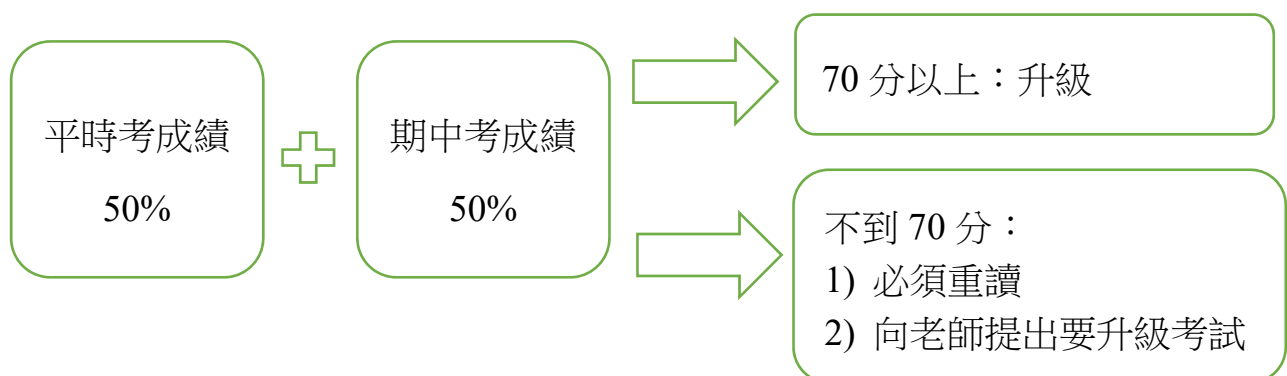 平時考成績
50%
期中考成績
50%
70 分以上：升級
不到 70 分：
1) 必須重讀
2) 向老師提出要升級考試